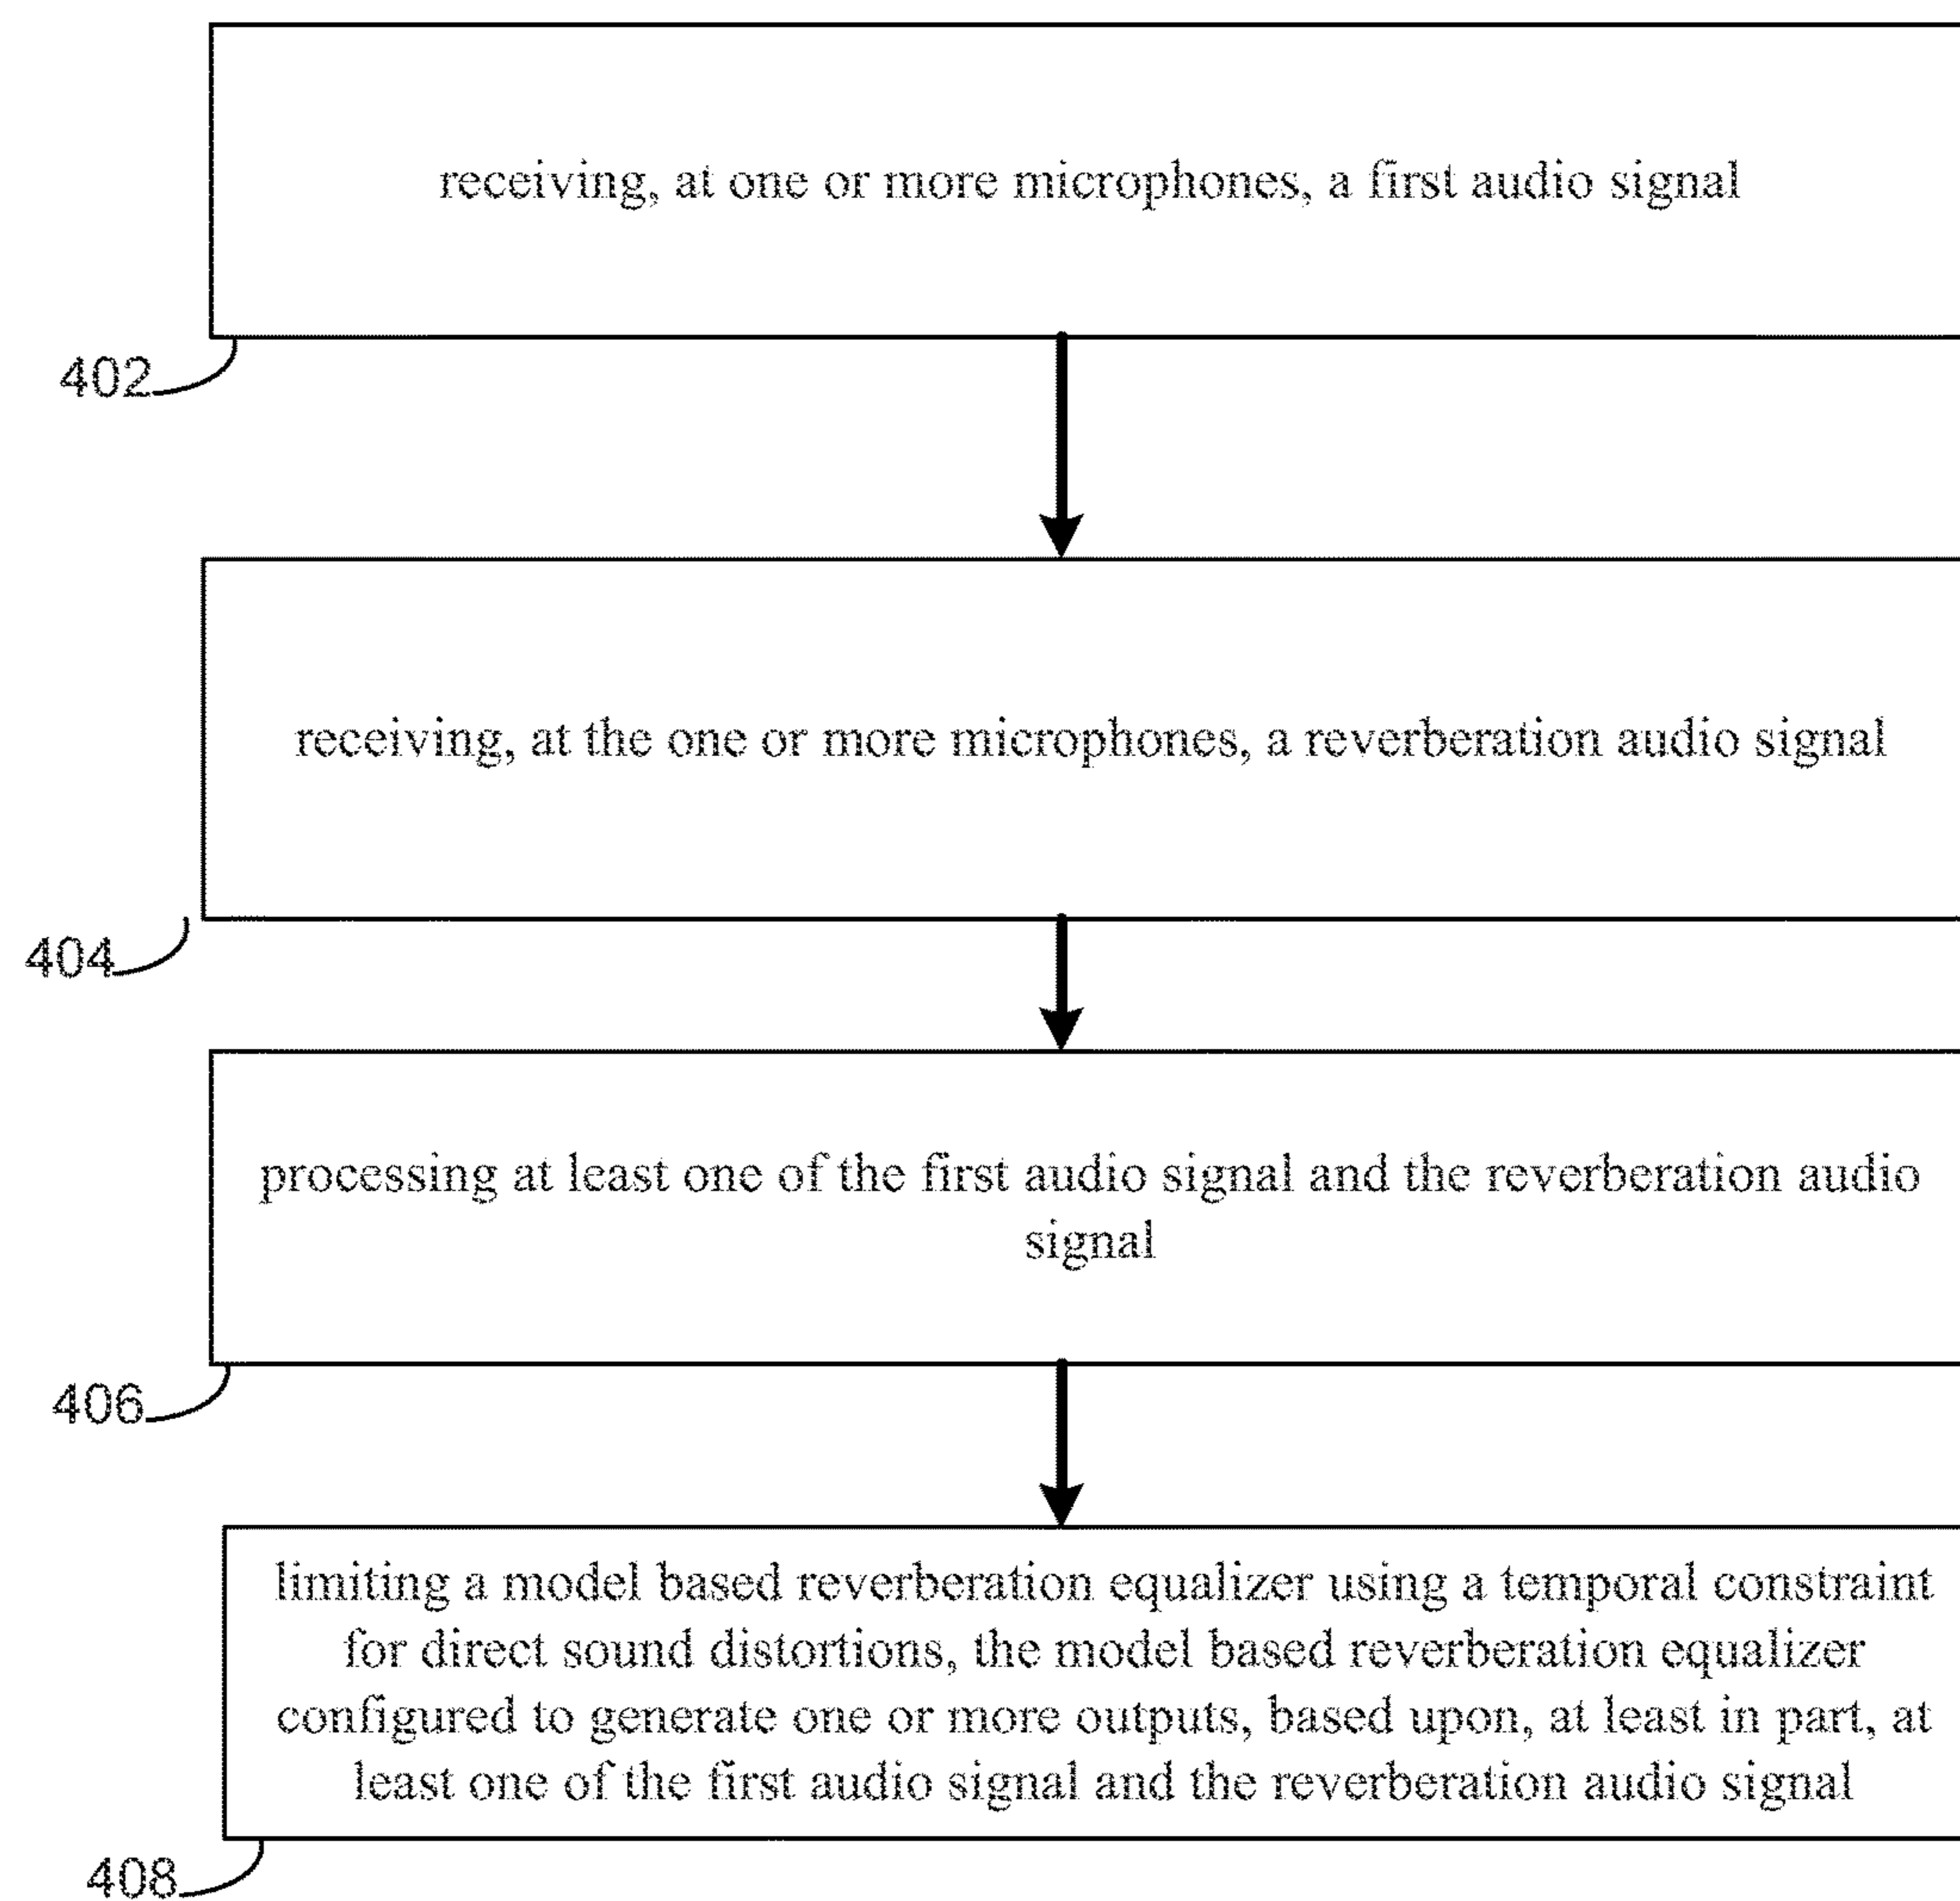 receiving, at one or more microphones, a first audio signal
402
receiving, at the one or more microphones, a reverberation audio signal
404
processing at least one of the first audio signal and the reverberation audio
signal
406
limiting a model based reverberation equalizer using a temporal constraint
for direct sound distortions, the model based reverberation equalizer
configured to generate one or more outputs, based upon, at least in part, at
least one of the first audio signal and the reverberation audio signal
408